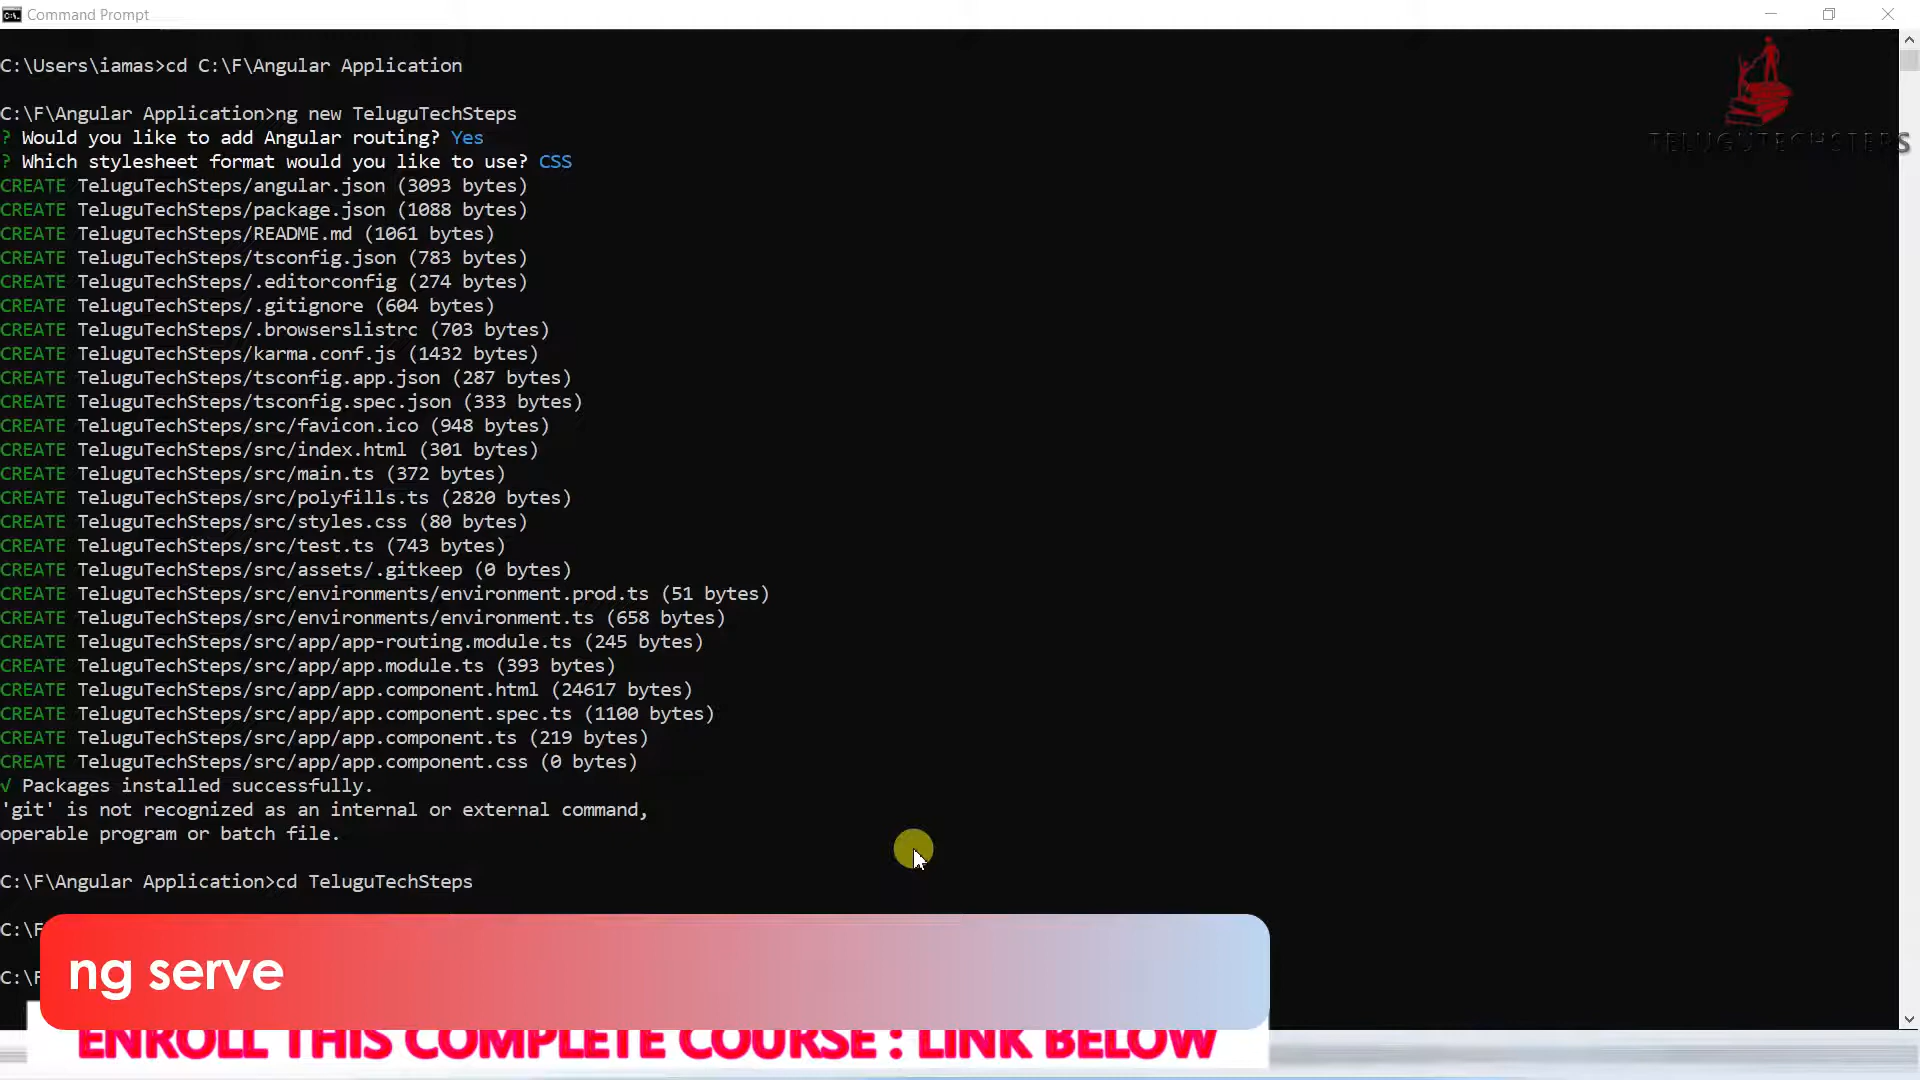 Command Prompt
C:\Users\iamas>cd C:\F\Angular Application
C:\F\Angular Application>ng new TeluguTechSteps
? Would you like to add Angular routing? Yes
? Which stylesheet format would you like to use? CSS
CREATE TeluguTechSteps/angular.json (3093 bytes)
CREATE TeluguTechSteps/package.json (1088 bytes)
CREATE TeluguTechSteps/README.md (1061 bytes)
CREATE TeluguTechSteps/tsconfig.json (783 bytes)
CREATE TeluguTechSteps/.editorconfig (274 bytes)
CREATE TeluguTechSteps/.gitignore (604 bytes)
CREATE TeluguTechSteps/.browserslistrc (703 bytes)
CREATE TeluguTechSteps/karma.conf.js (1432 bytes)
CREATE TeluguTechSteps/tsconfig.app.json (287 bytes)
CREATE TeluguTechSteps/tsconfig.spec.json (333 bytes)
CREATE TeluguTechSteps/src/favicon.ico (948 bytes)
CREATE TeluguTechSteps/src/index.html (301 bytes)
CREATE TeluguTechSteps/src/main.ts (372 bytes)
CREATE TeluguTechSteps/src/polyfills.ts (2820 bytes)
CREATE TeluguTechSteps/src/styles.css (80 bytes)
CREATE TeluguTechSteps/src/test.ts (743 bytes)
CREATE TeluguTechSteps/src/assets/.gitkeep (0 bytes)
CREATE TeluguTechSteps/src/environments/environment.prod.ts (51 bytes)
CREATE TeluguTechSteps/src/environments/environment.ts (658 bytes)
CREATE TeluguTechSteps/src/app/app-routing.module.ts (245 bytes)
CREATE TeluguTechSteps/src/app/app.module.ts (393 bytes)
CREATE TeluguTechSteps/src/app/app.component.html (24617 bytes)
CREATE TeluguTechSteps/src/app/app.component.spec.ts (1100 bytes)
CREATE TeluguTechSteps/src/app/app.component.ts (219 bytes)
CREATE TeluguTechSteps/src/app/app.component.css (0 bytes)
√ Packages installed successfully.
'git' is not recognized as an internal or external command,
operable program or batch file.
C:\F\Angular Application>cd TeluguTechSteps
C:\F
C:\F
ng serve
ENROLL THIS COMPLETE COURSE : LINK BELOW
TELUGUTECHSTEPS